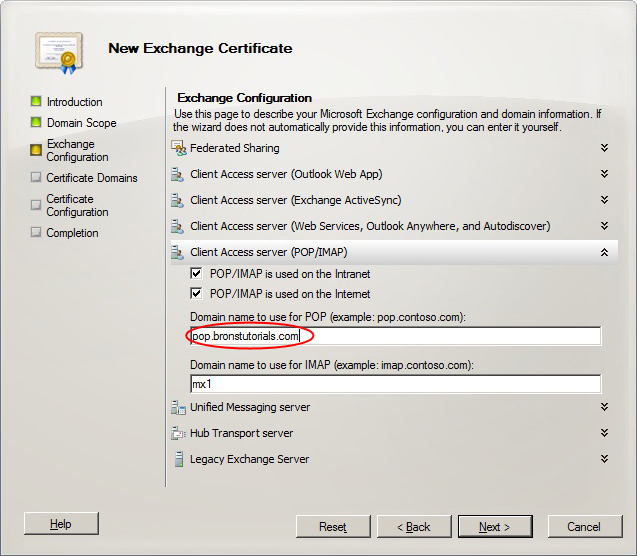 New Exchange Certificate
Introduction
Domain Scope
Exchange
Configuration
Certificate Domains
Certificate
Configuration
Completion
Exchange Configuration
Use this page to describe your Microsoft Exchange configuration and domain information. If
the wizard does not automatically provide this information, you can enter it yourself.
Federated Sharing
Client Access server (Outlook Web App)
Client Access server (Exchange ActiveSync)
Client Access server (Web Services, Outlook Anywhere, and Autodiscover)
Client Access server (POP/IMAP)
POP/IMAP is used on the Intranet
POP/IMAP is used on the Internet
Domain name to use for POP (example: pop.contoso.com):
pop.bronstutorials.com
Domain name to use for IMAP (example: imap.contoso.com):
mx1
Unified Messaging server
Hub Transport server
Legacy Exchange Server
Help
Reset
< Back
Next >
Cancel